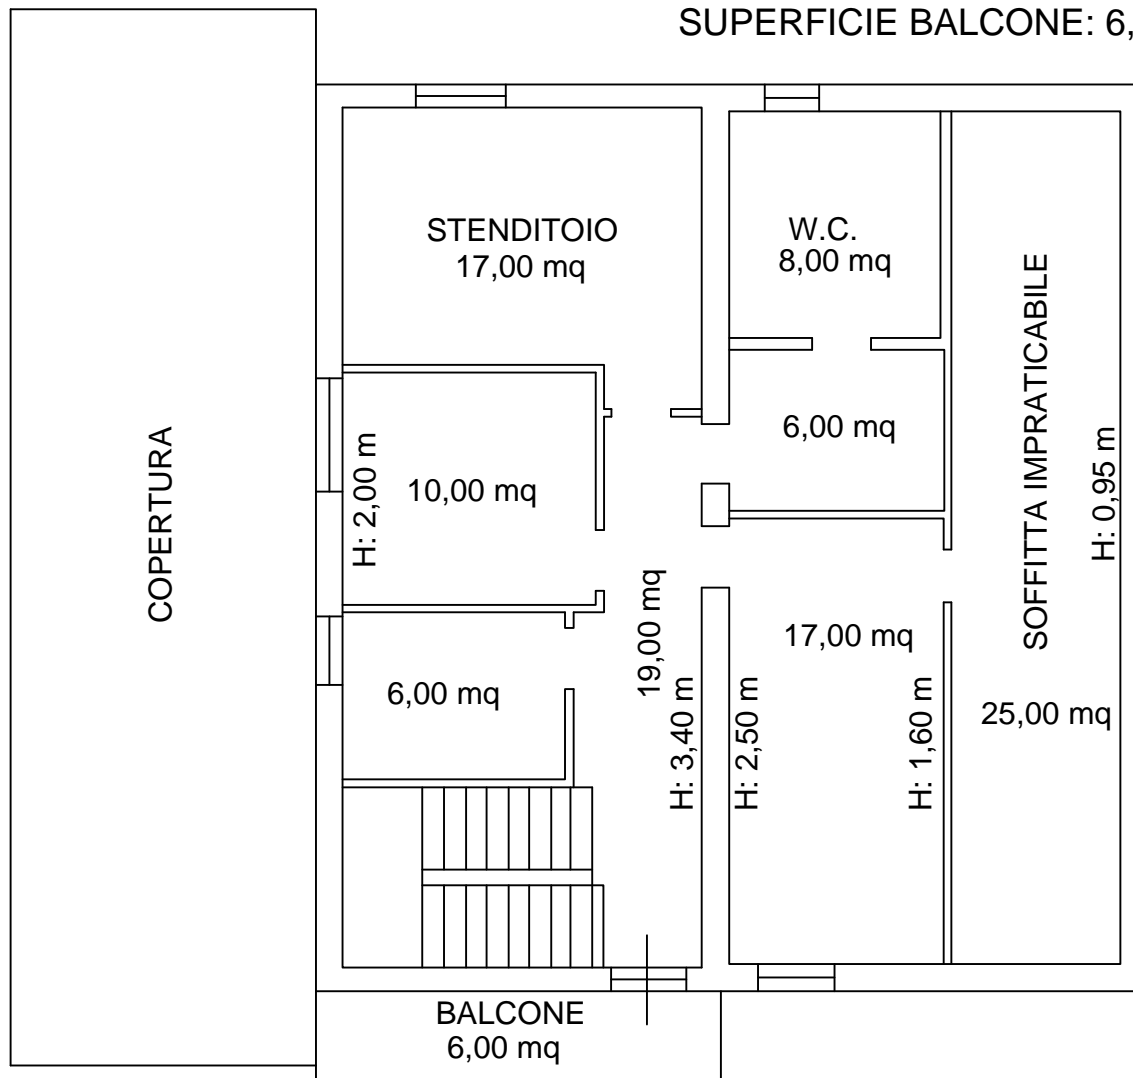 SUPERFICIE BALCONE: 6,
STENDITOIO
17,00 mq
W.C.
8,00 mq
COPERTURA
H: 2,00 m
10,00 mq
6,00 mq
SOFFITTA IMPRATICABILE
H: 0,95 m
19,00 mq
17,00 mq
6,00 mq
H: 3,40 m
H: 2,50 m
H: 1,60 m
25,00 mq
BALCONE
6,00 mq